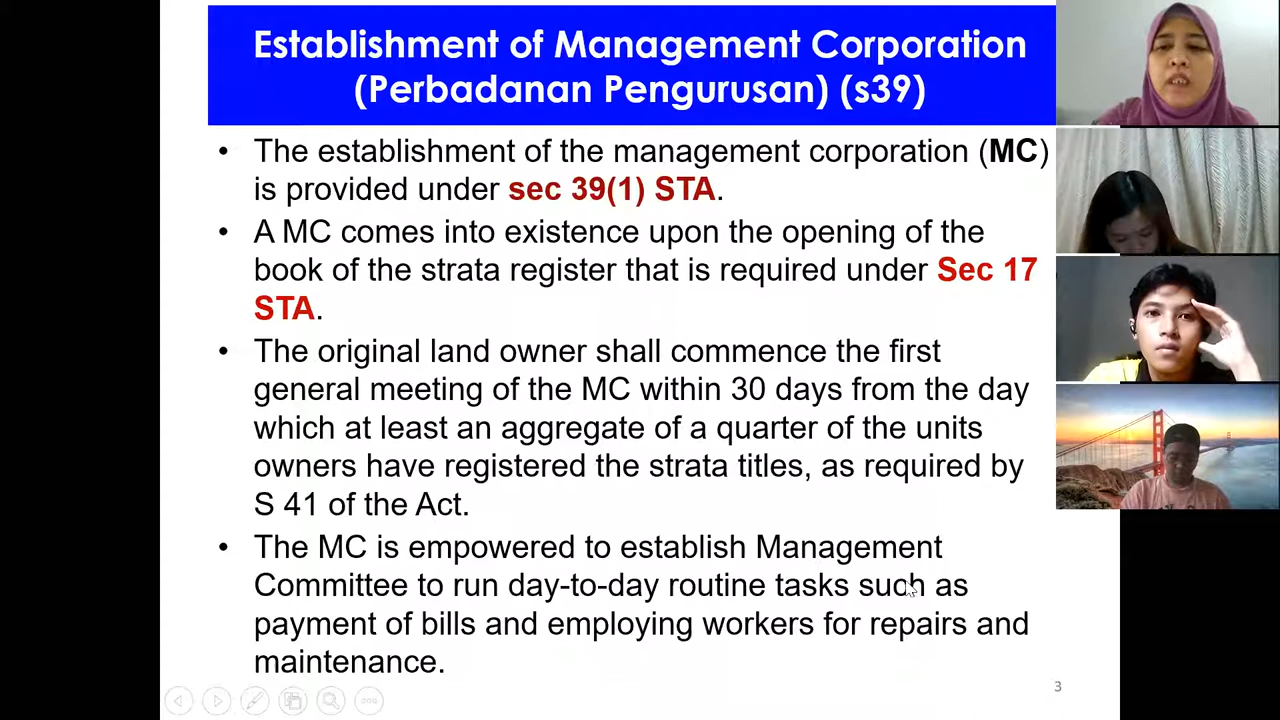 Establishment of Management Corporation
(Perbadanan Pengurusan) (s39)
• The establishment of the management corporation (MC)
is provided under sec 39(1) STA.
• A MC comes into existence upon the opening of the
book of the strata register that is required under Sec 17
STA.
• The original land owner shall commence the first
general meeting of the MC within 30 days from the day
which at least an aggregate of a quarter of the units
owners have registered the strata titles, as required by
S 41 of the Act.
• The MC is empowered to establish Management
Committee to run day-to-day routine tasks such as
payment of bills and employing workers for repairs and
maintenance.
3